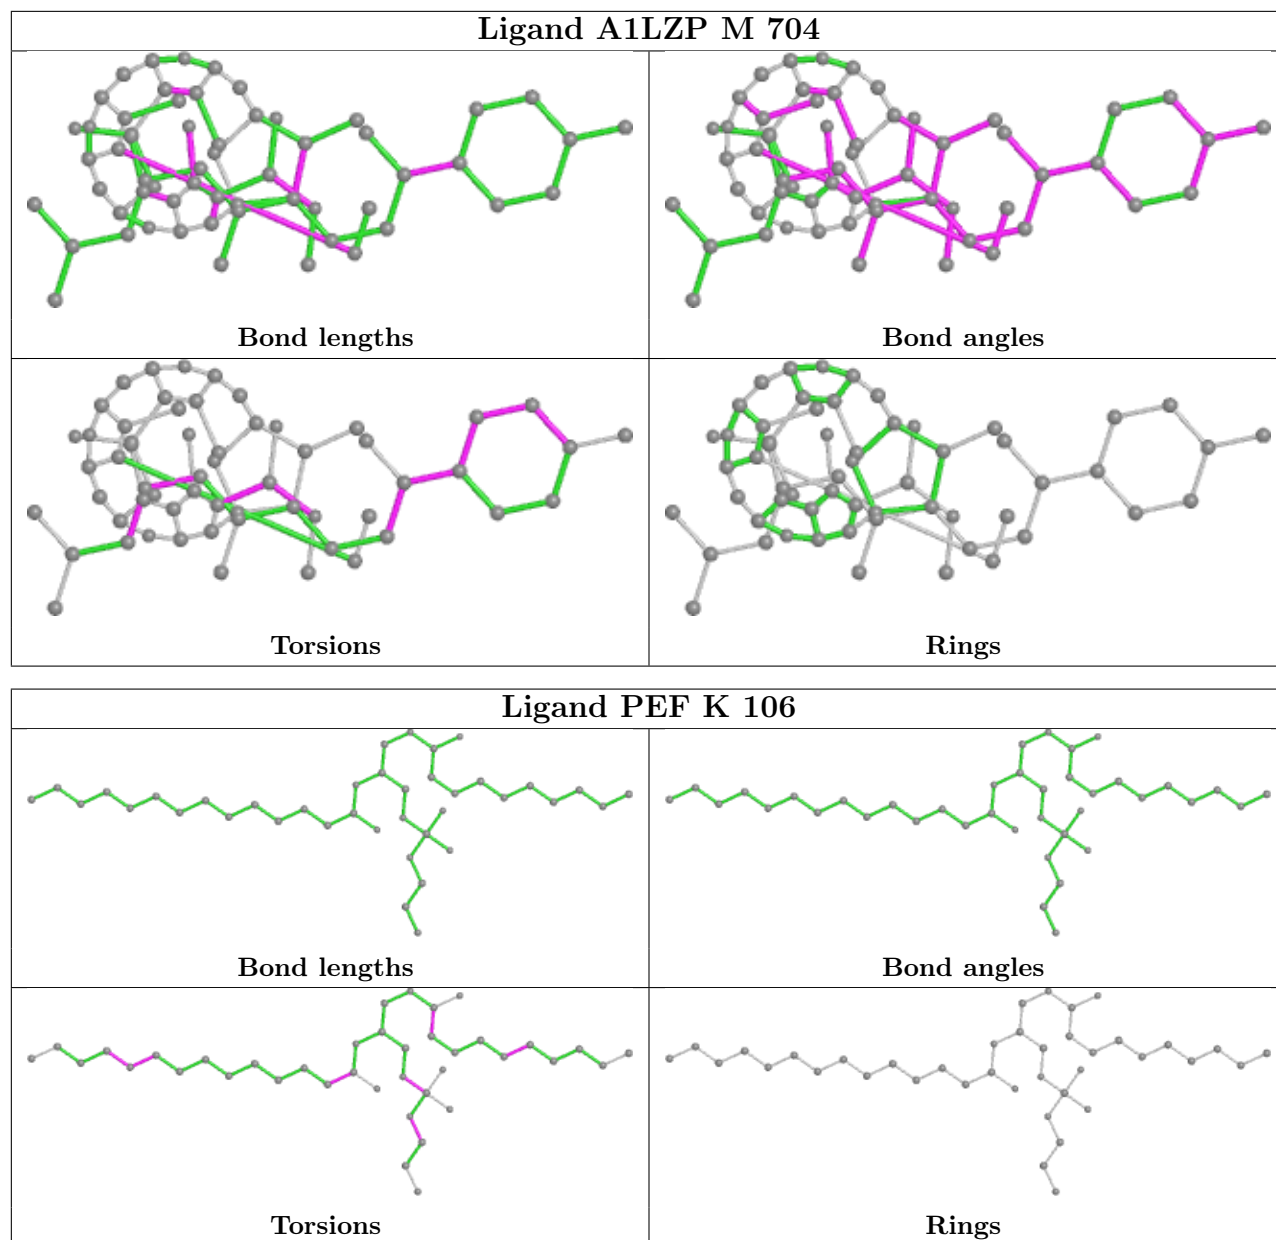 Ligand A1LZP M 704
Bond lengths
Bond angles
Torsions
Rings
Ligand PEF K 106
Bond lengths
Bond angles
Torsions
Rings